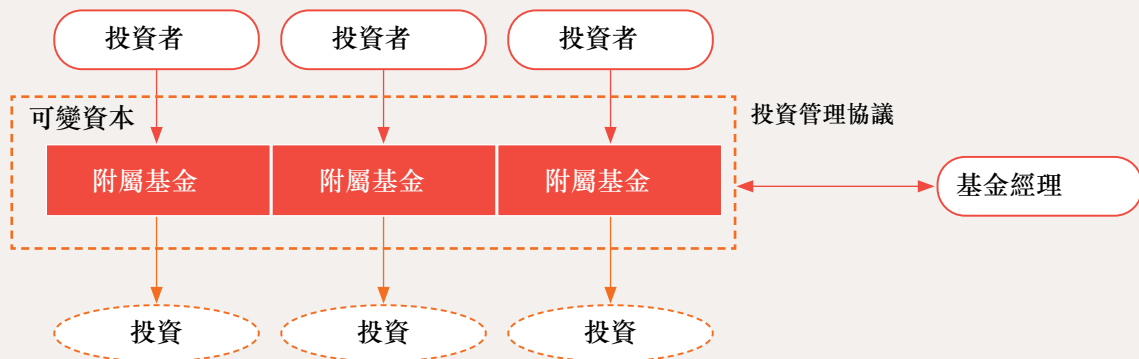 投資者
投資者
投資者
可變資本
投資管理協議
附屬基金
附屬基金
附屬基金
基金經理
投資
投資
投資